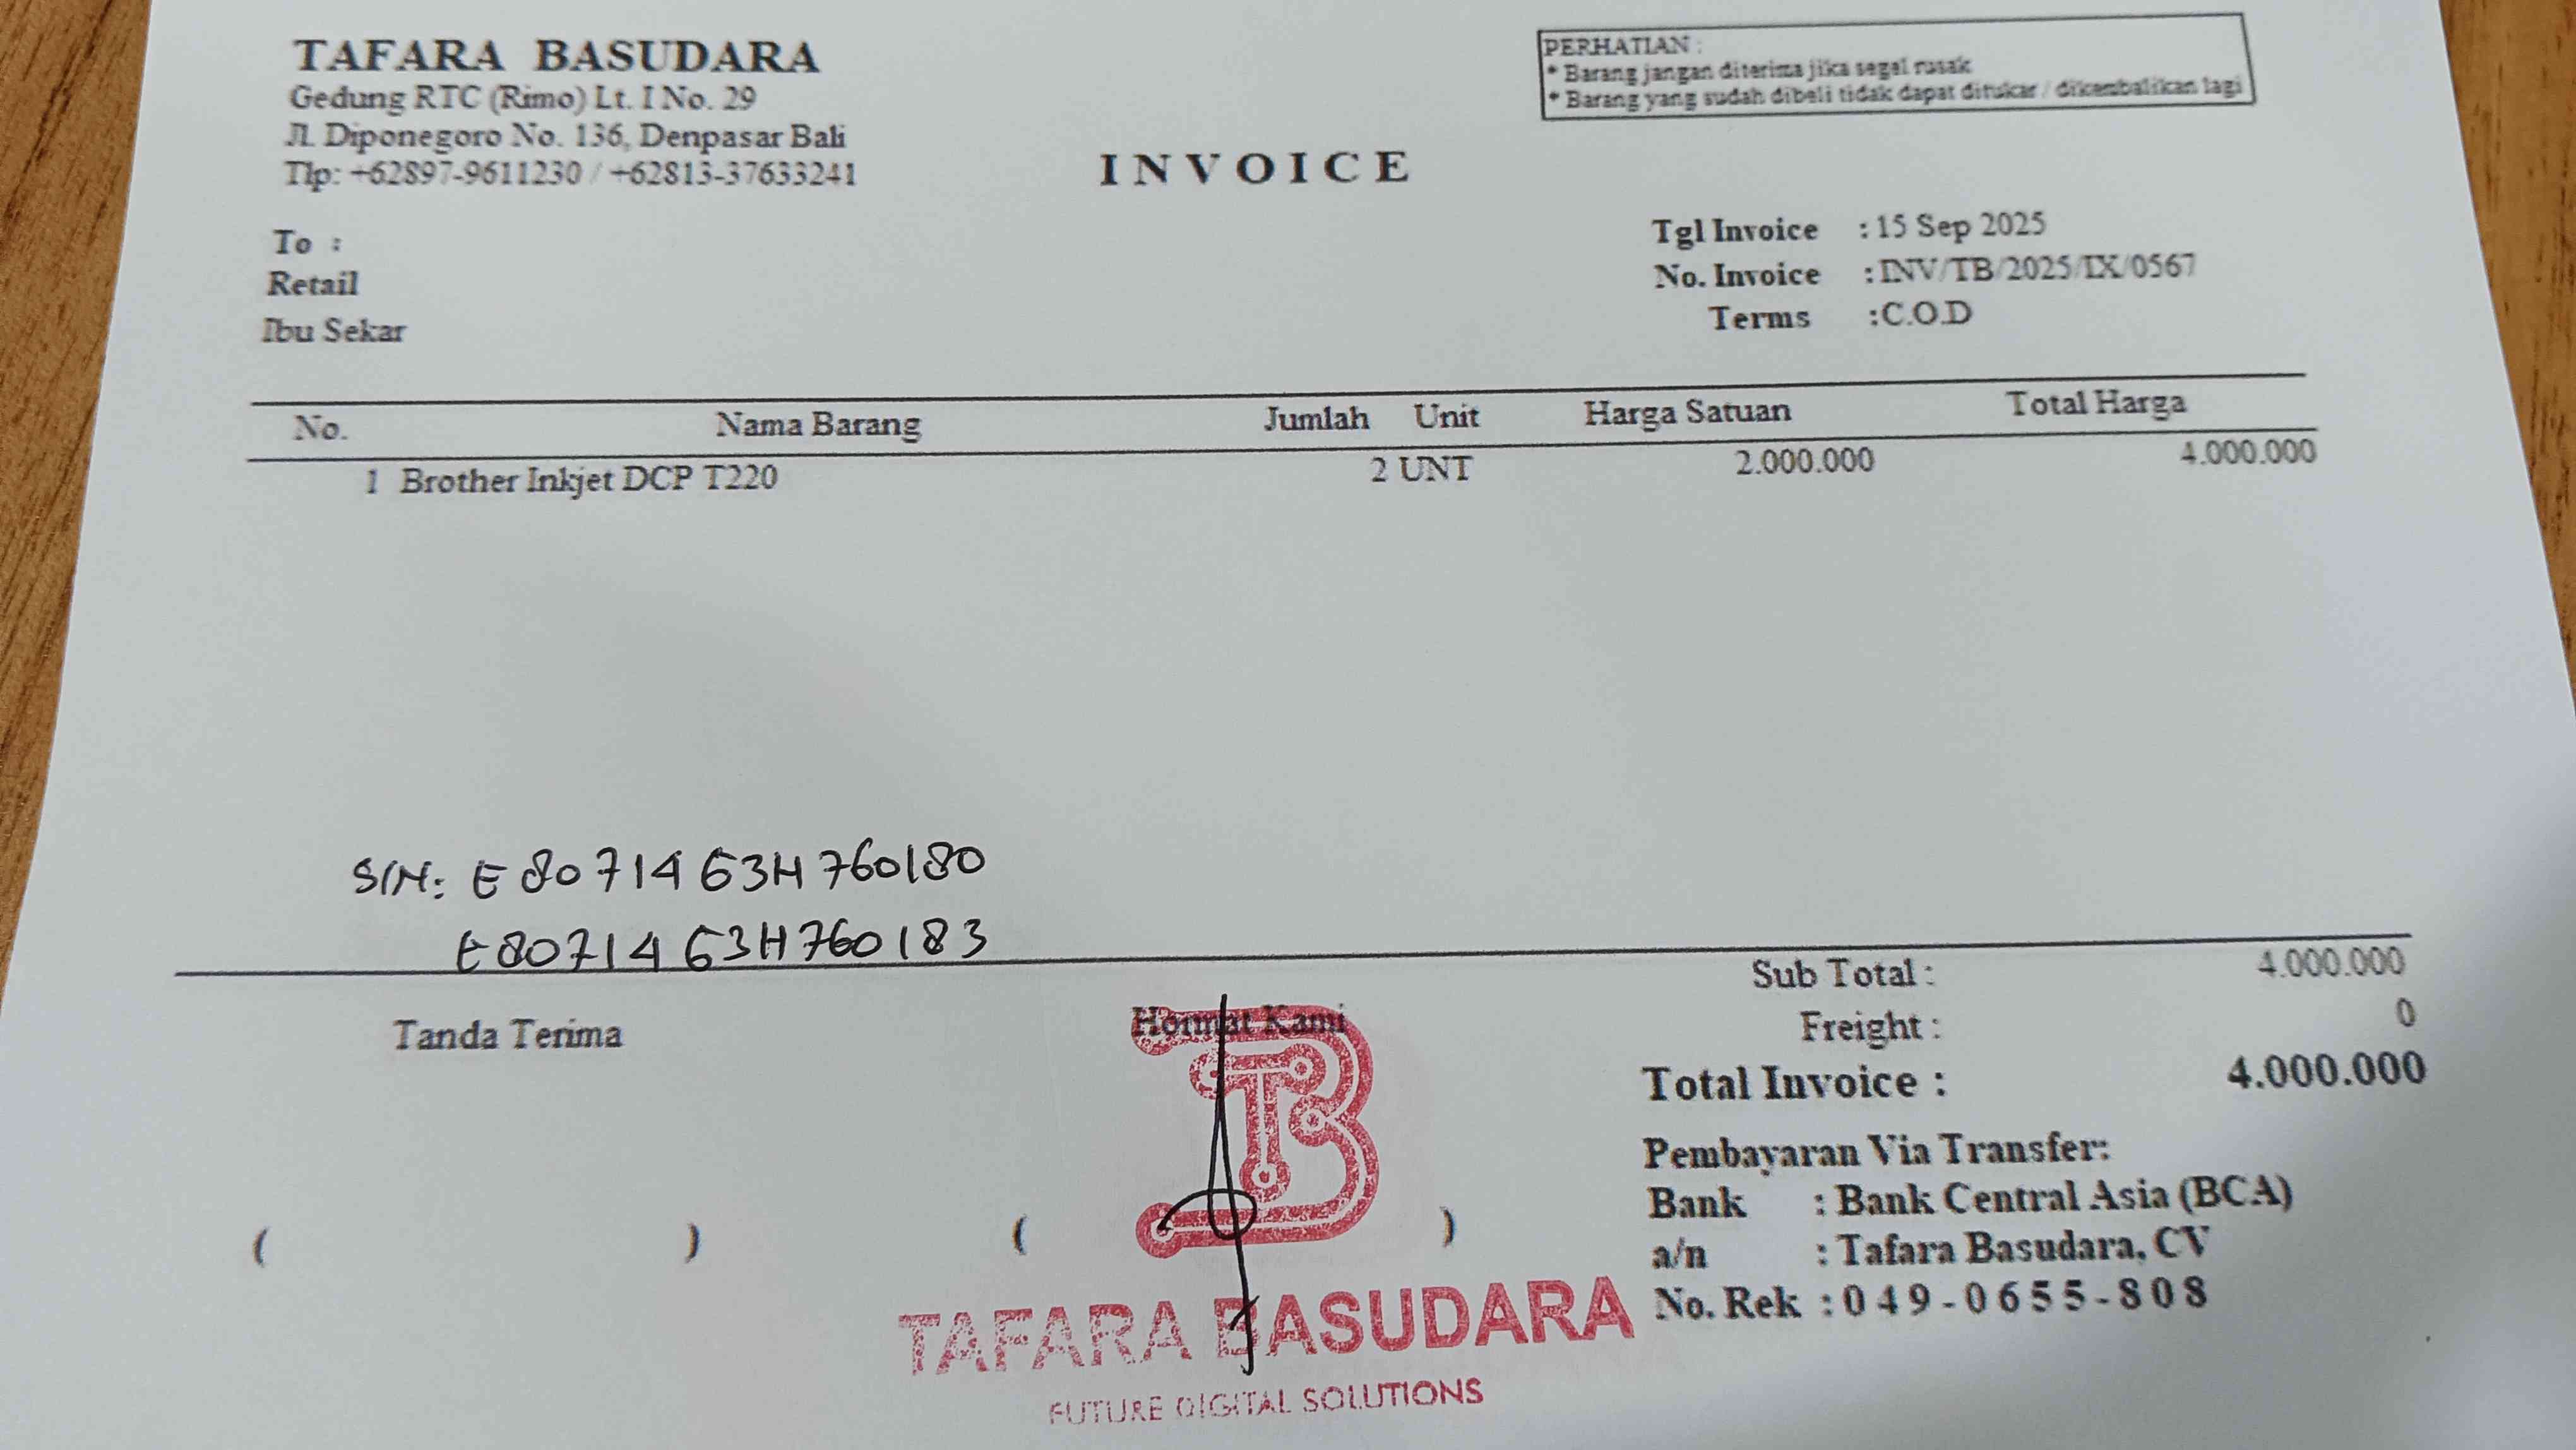 TAFARA BASUDARA
Gedung RTC (Rimo) Lt. I No. 29
Jl. Diponegoro No. 136, Denpasar Bali
Tlp: +62897-9611230 / +62813-37633241
PERHATIAN :
* Barang jangan diterima jika segel rusak
* Barang yang sudah dibeli tidak dapat ditukar / dikembalikan lagi
INVOICE
To :
Retail
Ibu Sekar
Tgl Invoice : 15 Sep 2025
No. Invoice : INV/TB/2025/IX/0567
Terms : C.O.D
No. Nama Barang Jumlah Unit Harga Satuan Total Harga
1 Brother Inkjet DCP T220 2 UNT 2.000.000 4.000.000
S/N: E80714G3H760180
E80714G3H760183
Sub Total : 4.000.000
Freight : 0
Total Invoice : 4.000.000
Tanda Terima
Hormat Kami
( )
( )
TB
TAFARA BASUDARA
FUTURE DIGITAL SOLUTIONS
Pembayaran Via Transfer:
Bank : Bank Central Asia (BCA)
a/n : Tafara Basudara, CV
No. Rek : 049-0655-808